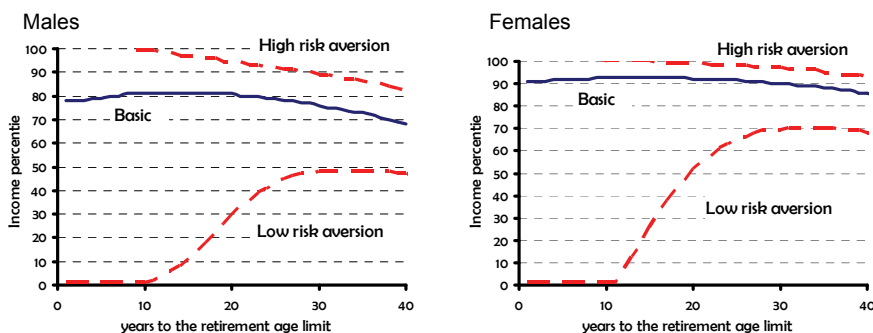 Males
Income percentie
100
90
80
70
60
50
40
30
20
10
0
High risk aversion
Basic
Low risk aversion
0 10 20 30 40
years to the retirement age limit
Females
Income percentie
100
90
80
70
60
50
40
30
20
10
0
High risk aversion
Basic
Low risk aversion
0 10 20 30 40
years to the retirement age limit